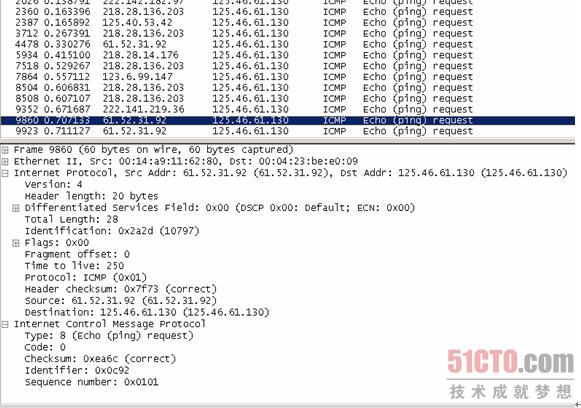 2026 0.138791 222.142.182.97 125.46.61.130 ICMP Echo (ping) request
2360 0.163396 218.28.136.203 125.46.61.130 ICMP Echo (ping) request
2387 0.165892 125.40.53.42 125.46.61.130 ICMP Echo (ping) request
3712 0.267391 218.28.136.203 125.46.61.130 ICMP Echo (ping) request
4478 0.330276 61.52.31.92 125.46.61.130 ICMP Echo (ping) request
5934 0.415100 218.28.14.176 125.46.61.130 ICMP Echo (ping) request
7518 0.529267 218.28.136.203 125.46.61.130 ICMP Echo (ping) request
7864 0.557112 123.6.99.147 125.46.61.130 ICMP Echo (ping) request
8504 0.606831 218.28.136.203 125.46.61.130 ICMP Echo (ping) request
8508 0.607107 218.28.136.203 125.46.61.130 ICMP Echo (ping) request
9352 0.671687 222.141.219.36 125.46.61.130 ICMP Echo (ping) request
9860 0.707133 61.52.31.92 125.46.61.130 ICMP Echo (ping) request
9923 0.711127 61.52.31.92 125.46.61.130 ICMP Echo (ping) request
Frame 9860 (60 bytes on wire, 60 bytes captured)
Ethernet II, Src: 00:14:a9:11:62:80, Dst: 00:04:23:be:e0:09
Internet Protocol, Src Addr: 61.52.31.92 (61.52.31.92), Dst Addr: 125.46.61.130 (125.46.61.130)
Version: 4
Header length: 20 bytes
Differentiated Services Field: 0x00 (DSCP 0x00: Default; ECN: 0x00)
Total Length: 28
Identification: 0x2a2d (10797)
Flags: 0x00
Fragment offset: 0
Time to live: 250
Protocol: ICMP (0x01)
Header checksum: 0x7f73 (correct)
Source: 61.52.31.92 (61.52.31.92)
Destination: 125.46.61.130 (125.46.61.130)
Internet Control Message Protocol
Type: 8 (Echo (ping) request)
Code: 0
Checksum: 0xea6c (correct)
Identifier: 0x0c92
Sequence number: 0x0101
51CTO.com
技术成就梦想